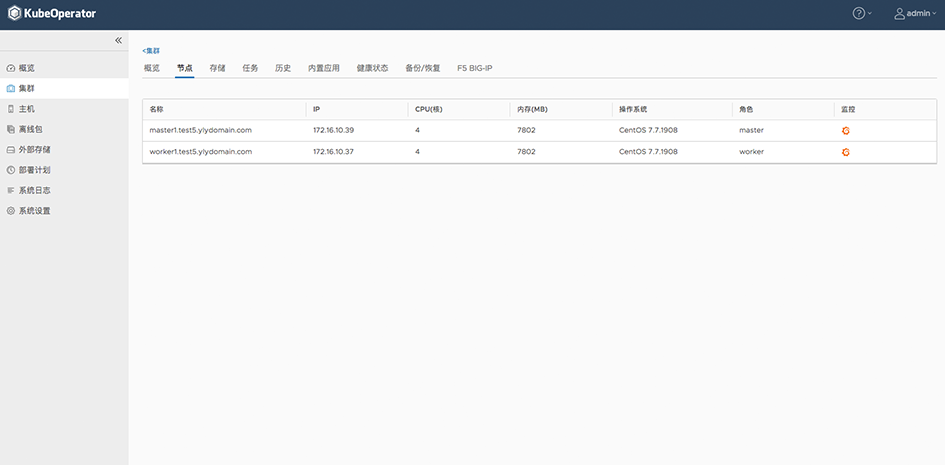 KubeOperator
admin
概览
集群
主机
离线包
外部存储
部署计划
系统日志
系统设置
<集群
概览 节点 存储 任务 历史 内置应用 健康状态 备份/恢复 F5 BIG-IP
名称 IP CPU(核) 内存(MB) 操作系统 角色 监控
master1.test5.ylydomain.com 172.16.10.39 4 7802 CentOS 7.7.1908 master
worker1.test5.ylydomain.com 172.16.10.37 4 7802 CentOS 7.7.1908 worker